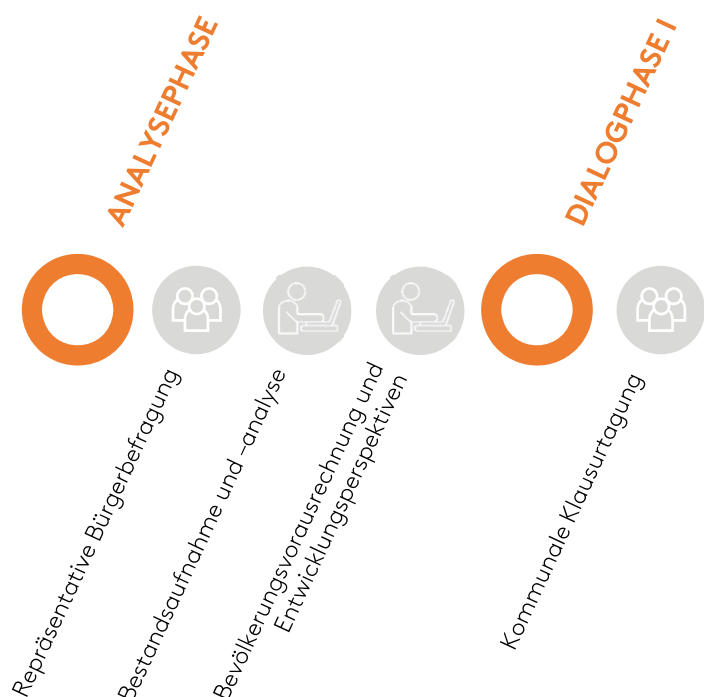 ANALYSEPHASE
DIALOGPHASE I
Repräsentative Bürgerbefragung
Bestandsaufnahme und –analyse
Bevölkerungsvorausrechnung und
Entwicklungsperspektiven
Kommunale Klausurtagung